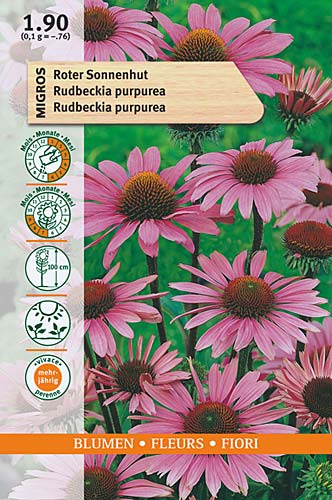 1.90
(0,1 g = –.76)
MIGROS
Roter Sonnenhut
Rudbeckia purpurea
Rudbeckia purpurea
Mois • Monate • Mesi
Mois • Monate • Mesi
100 cm
• vivace •
mehr-
jährig
perenne
BLUMEN • FLEURS • FIORI